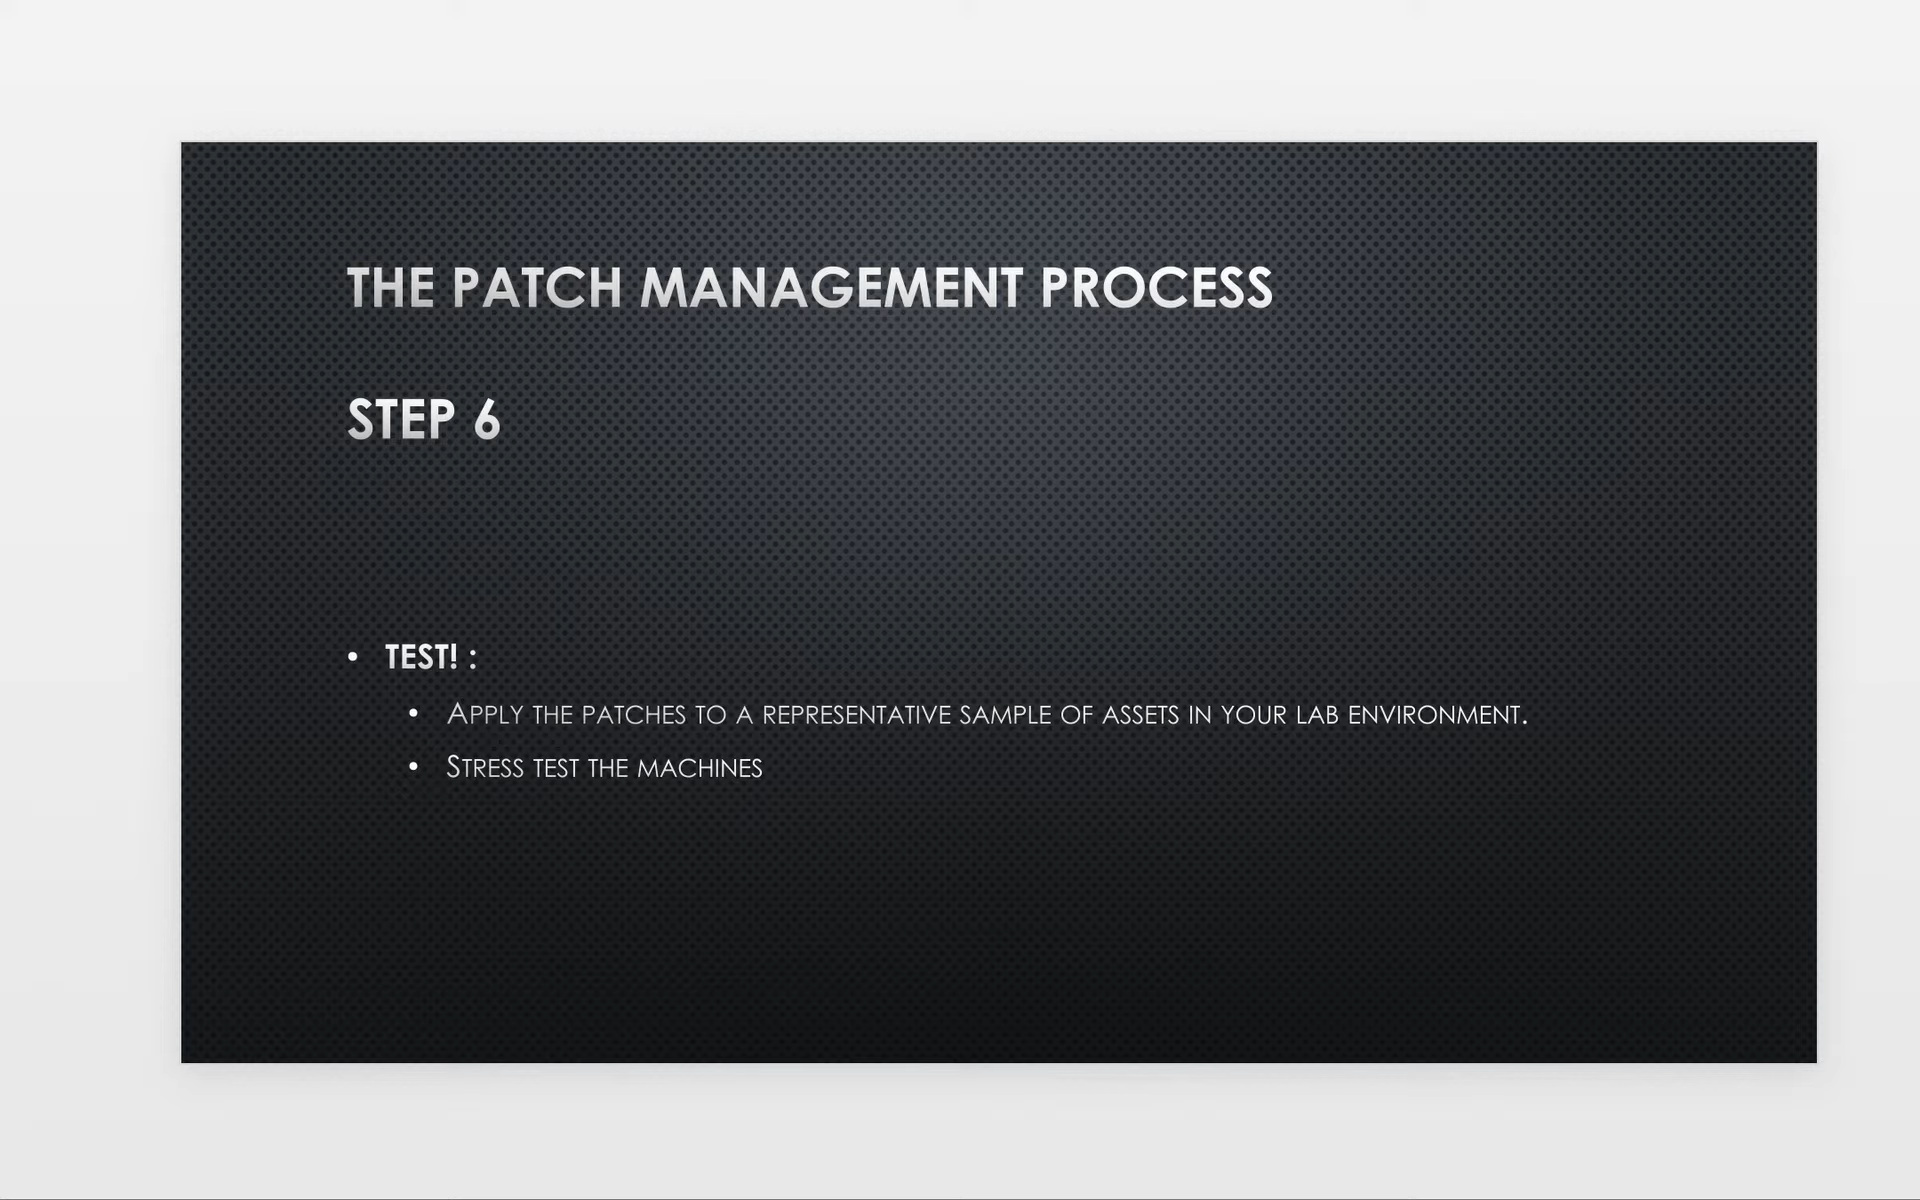 THE PATCH MANAGEMENT PROCESS
STEP 6
• TEST! :
• APPLY THE PATCHES TO A REPRESENTATIVE SAMPLE OF ASSETS IN YOUR LAB ENVIRONMENT.
• STRESS TEST THE MACHINES